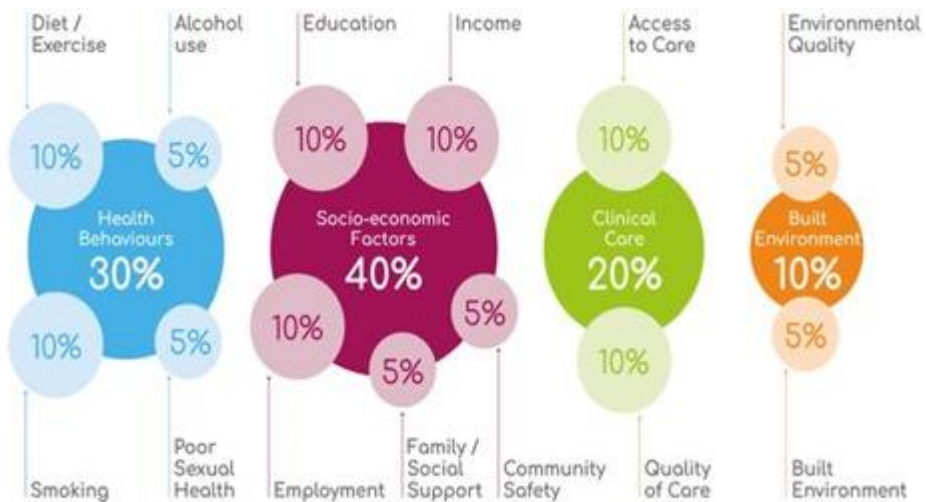 Diet /
Exercise
Alcohol
use
Education
Income
Access
to Care
Environmental
Quality
10%
5%
10%
10%
10%
5%
Health
Behaviours
30%
Socio-economic
Factors
40%
Clinical
Care
20%
Built
Environment
10%
10%
5%
10%
5%
5%
10%
5%
Smoking
Poor
Sexual
Health
Employment
Family /
Social
Support
Community
Safety
Quality
of Care
Built
Environment